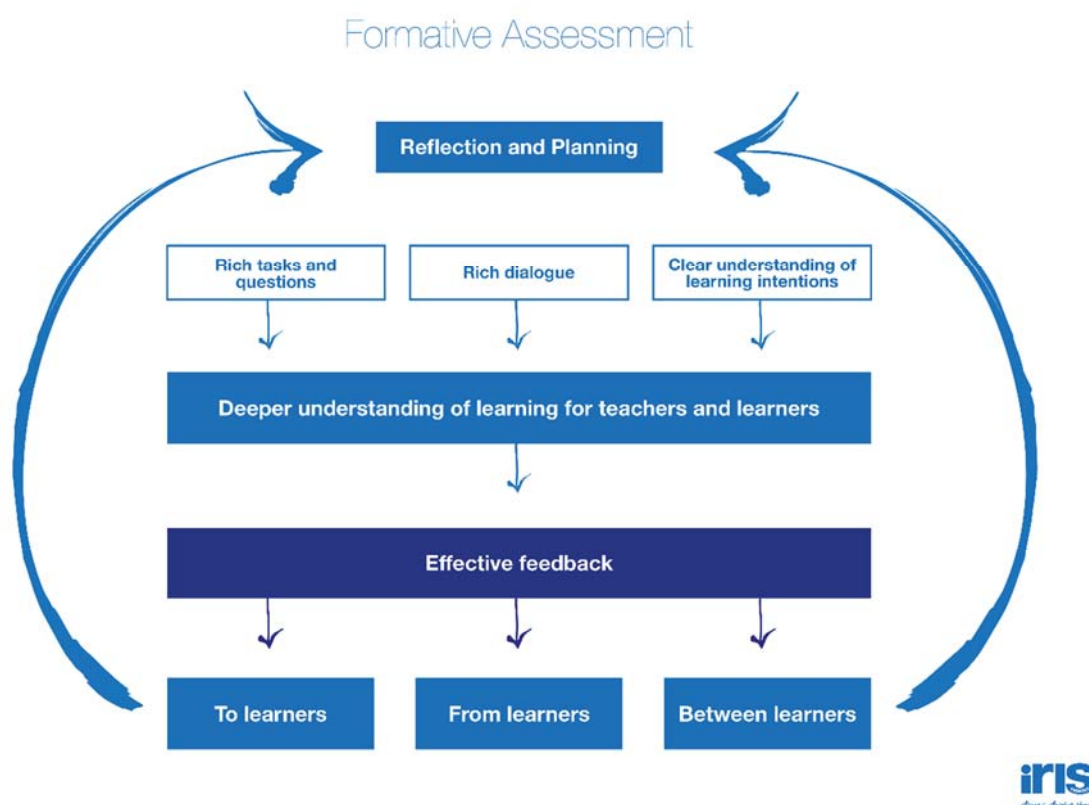 Formative Assessment
Reflection and Planning
Rich tasks and
questions
Rich dialogue
Clear understanding of
learning intentions
Deeper understanding of learning for teachers and learners
Effective feedback
To learners
From learners
Between learners
iris